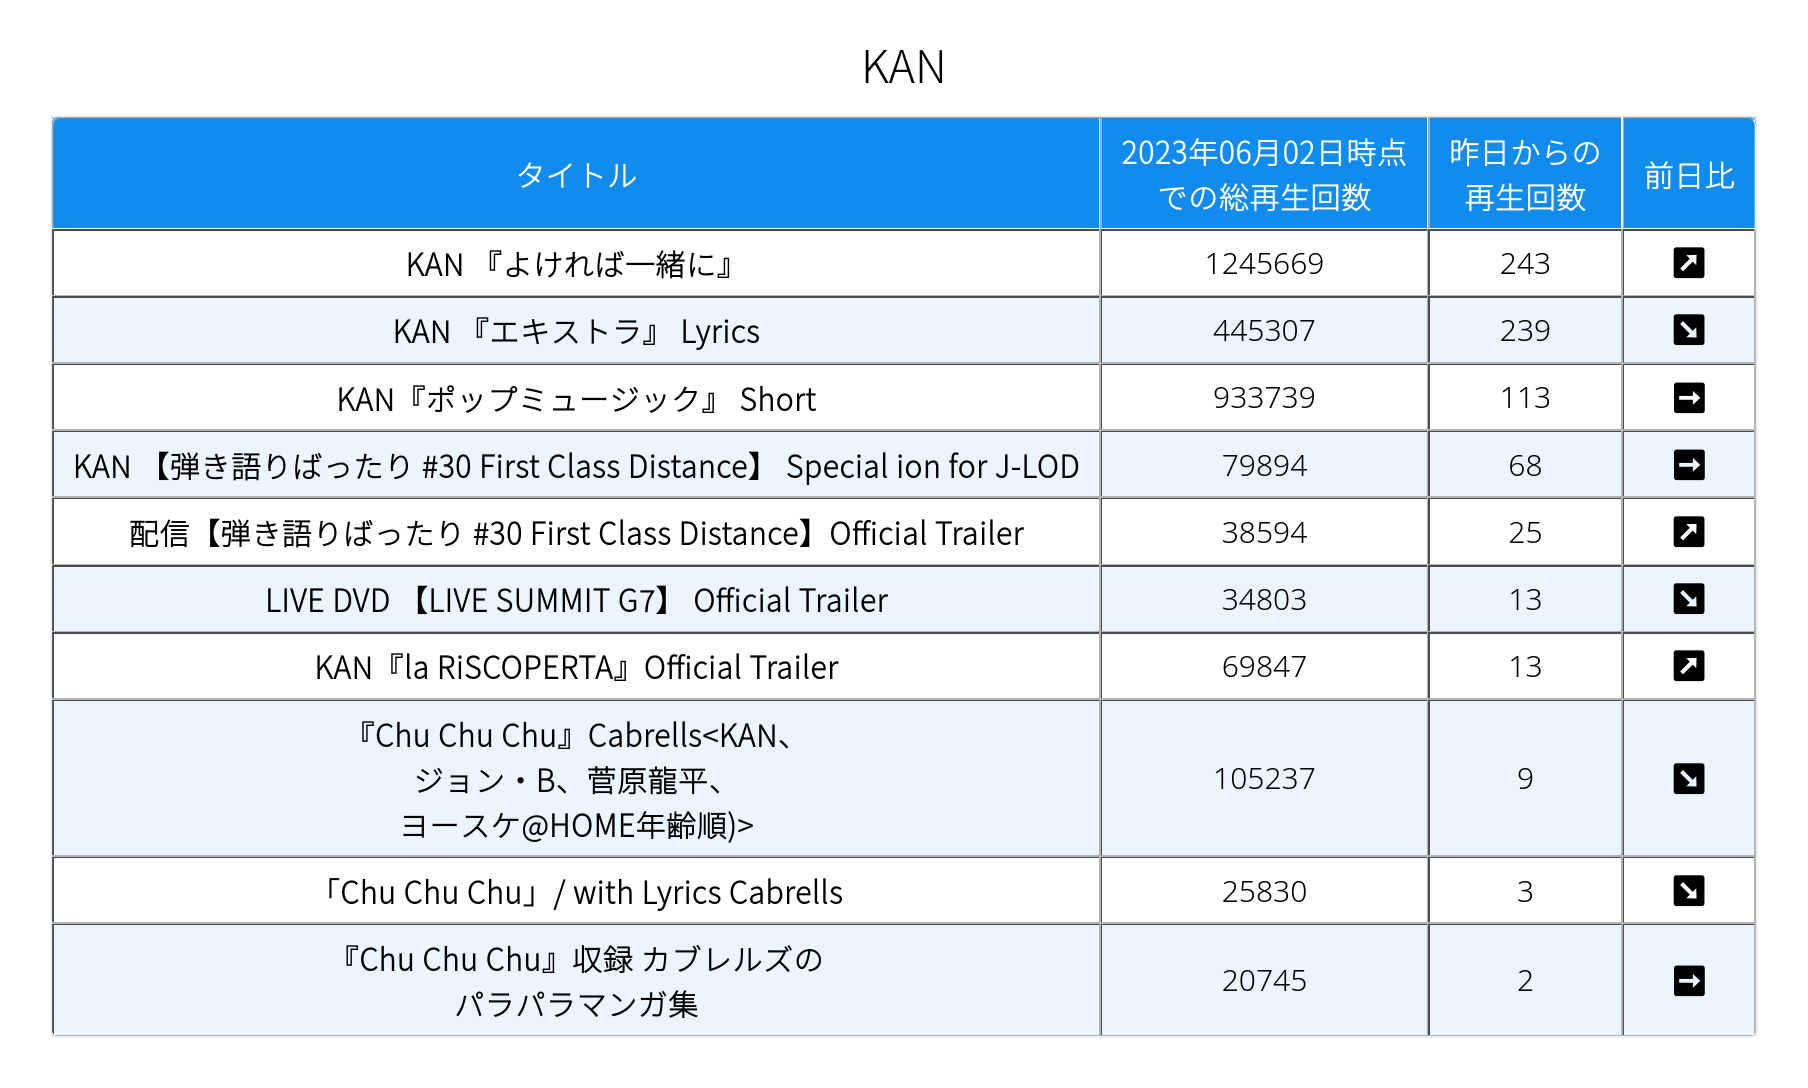 KAN
タイトル
2023年06月02日時点
での総再生回数
昨日からの
再生回数
前日比
KAN 『よければ一緒に』 1245669 243
KAN 『エキストラ』 Lyrics 445307 239
KAN『ポップミュージック』 Short 933739 113
KAN 【弾き語りばったり #30 First Class Distance】 Special ion for J-LOD 79894 68
配信【弾き語りばったり #30 First Class Distance】Official Trailer 38594 25
LIVE DVD 【LIVE SUMMIT G7】 Official Trailer 34803 13
KAN『la RiSCOPERTA』Official Trailer 69847 13
『Chu Chu Chu』Cabrells<KAN、
ジョン・B、菅原龍平、
ヨースケ@HOME年齢順)>
105237 9
「Chu Chu Chu」/ with Lyrics Cabrells 25830 3
『Chu Chu Chu』収録 カブレルズの
パラパラマンガ集
20745 2